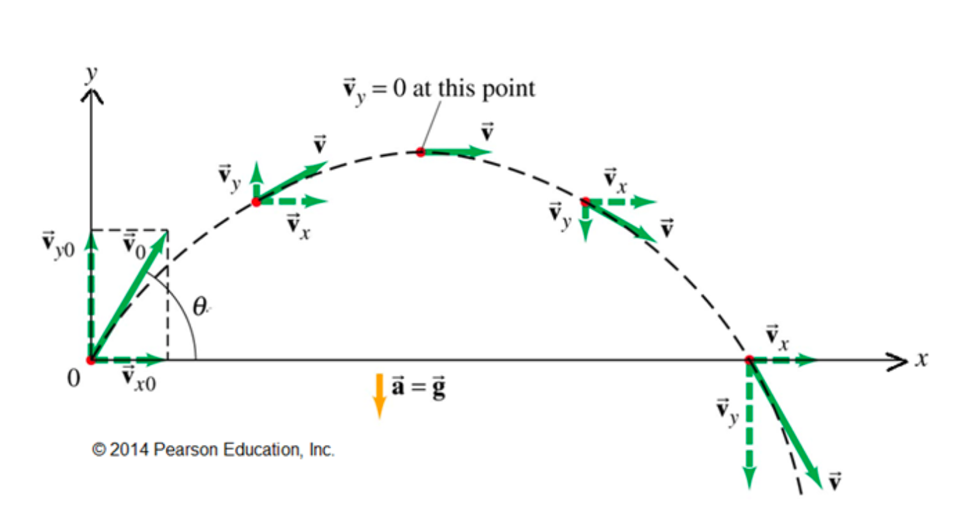 y
v⃗y = 0 at this point
v⃗
v⃗
v⃗y
v⃗x
v⃗x
v⃗y
v⃗
v⃗y0
v⃗0
θ
v⃗x
x
0
v⃗x0
a⃗ = g⃗
v⃗y
© 2014 Pearson Education, Inc.
v⃗